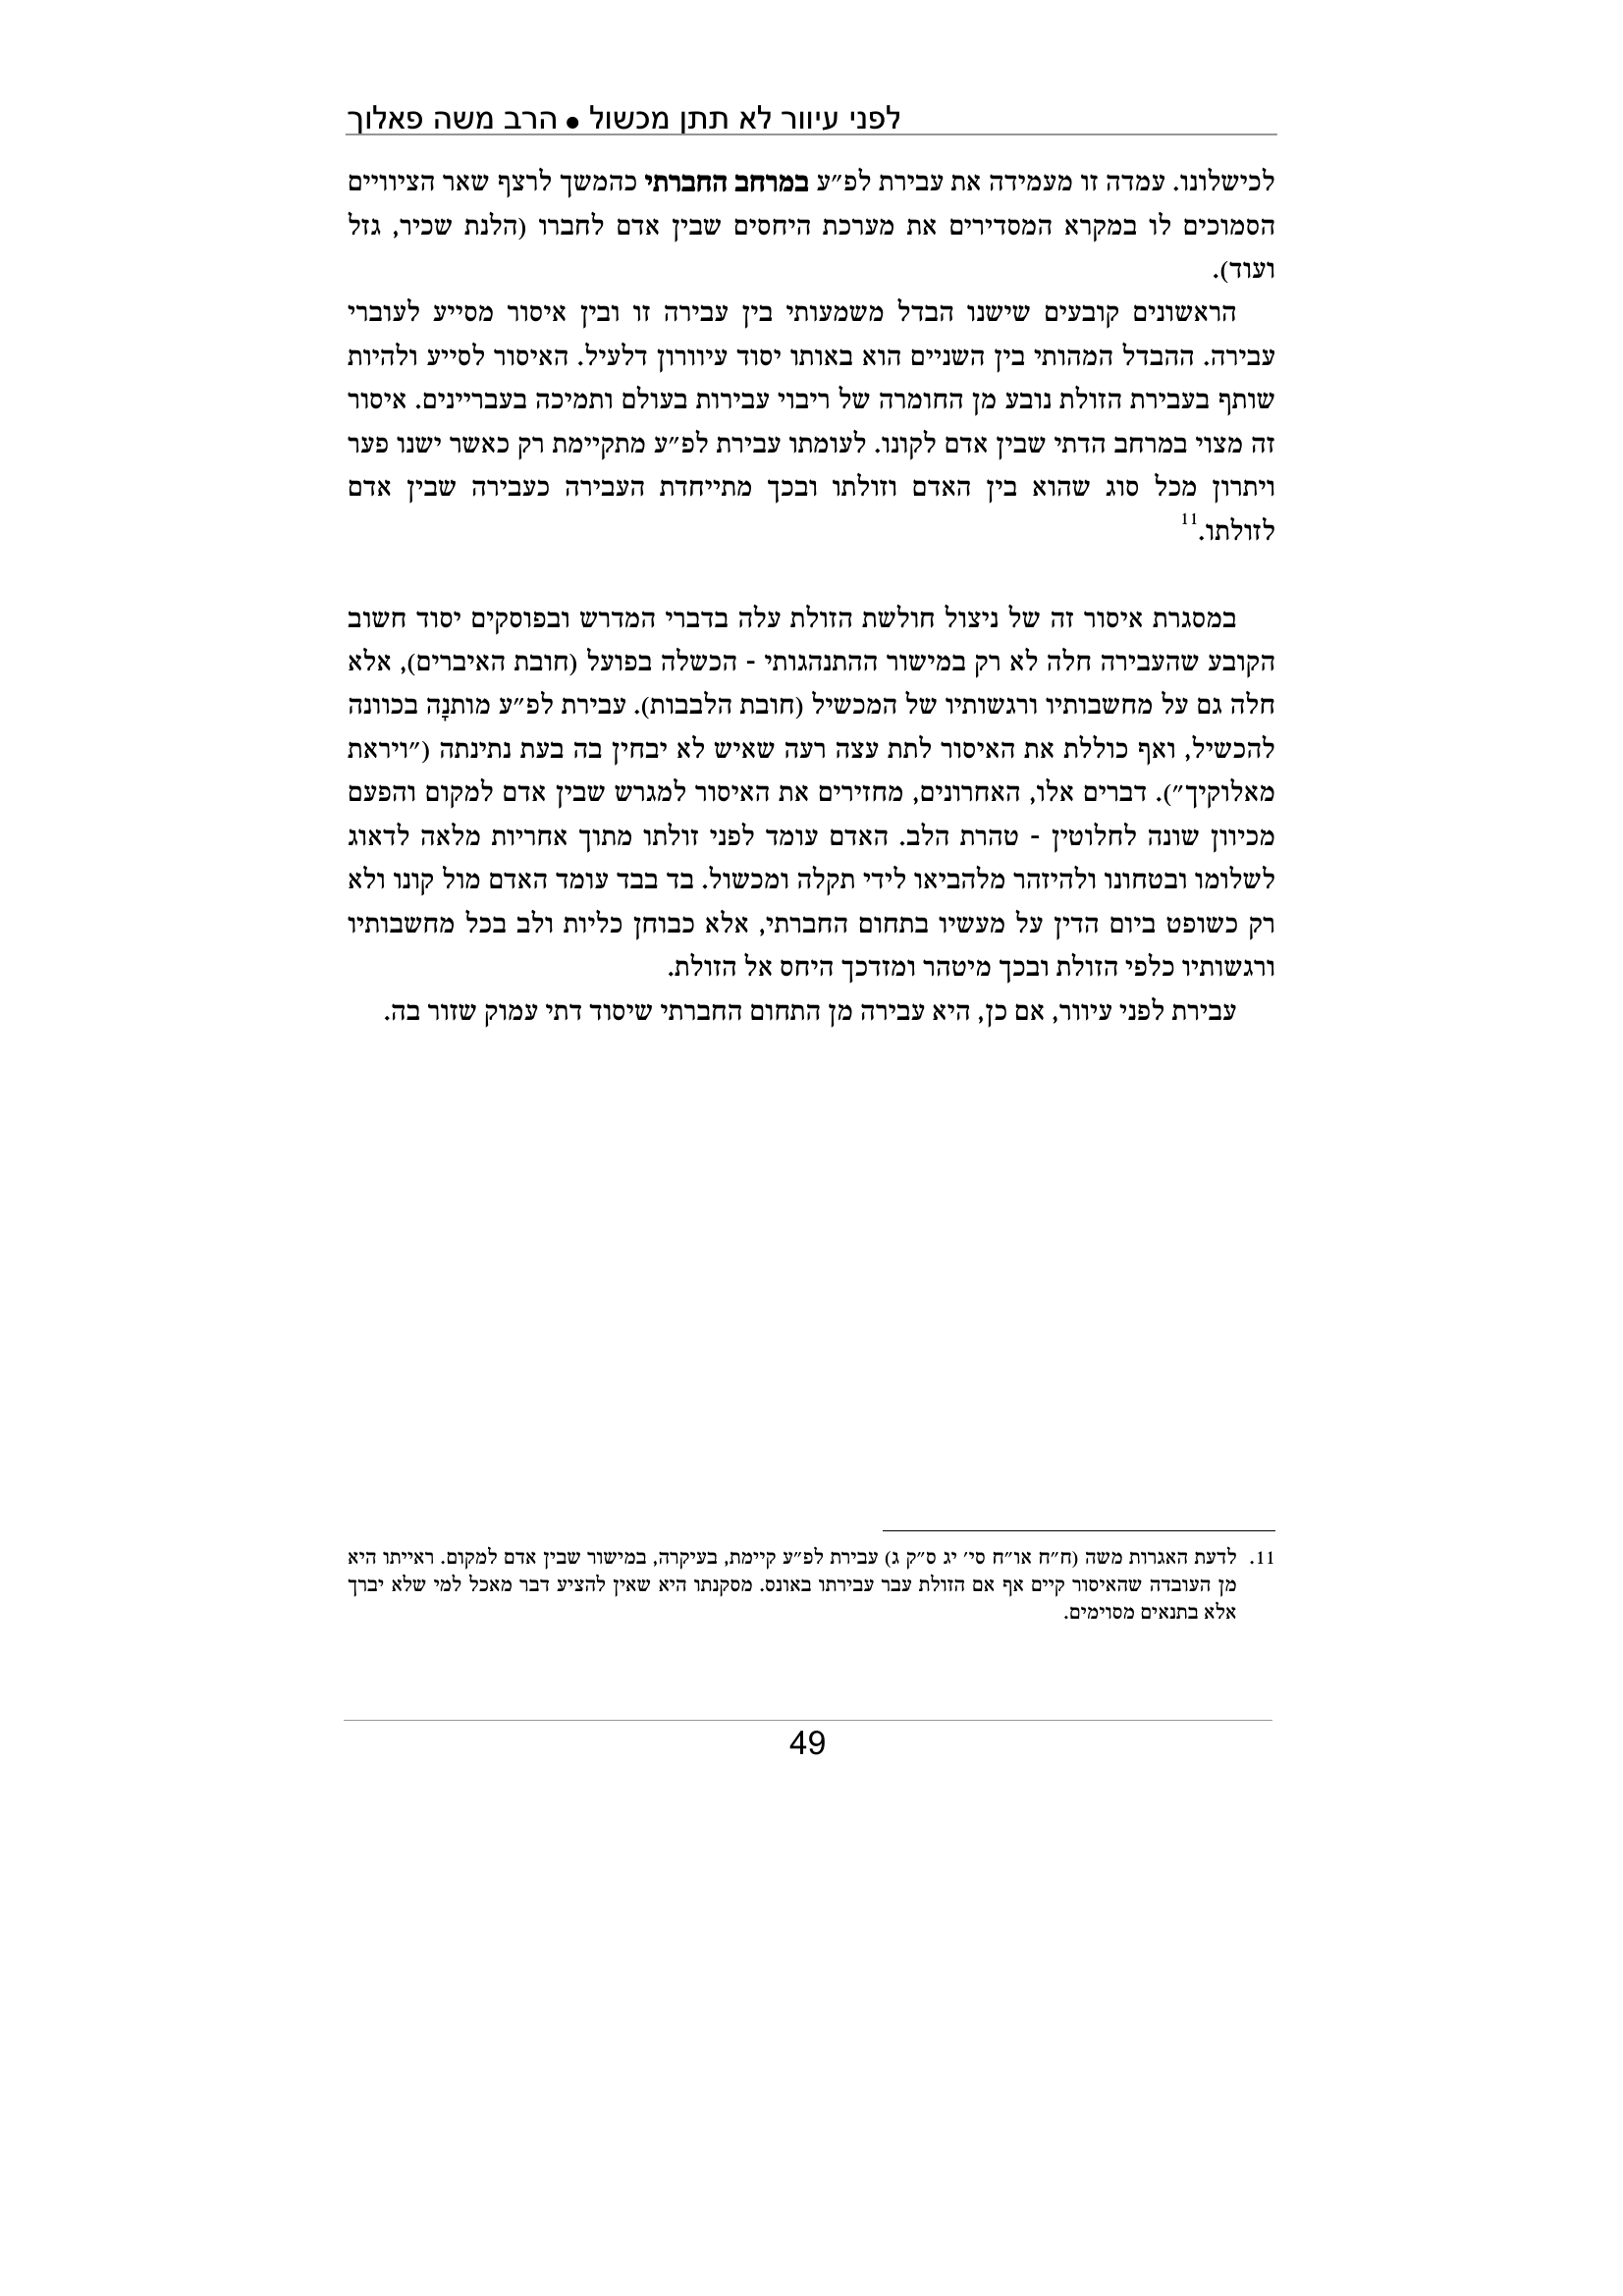 לפני עיוור לא תתן מכשול ● הרב משה פאלוך
לכישלונו. עמדה זו מעמידה את עבירת לפ״ע במרחב החברתי כהמשך לרצף שאר הציוויים
הסמוכים לו במקרא המסדירים את מערכת היחסים שבין אדם לחברו (הלנת שכיר, גזל
ועוד).
הראשונים קובעים שישנו הבדל משמעותי בין עבירה זו ובין איסור מסייע לעוברי
עבירה. ההבדל המהותי בין השניים הוא באותו יסוד עיוורון דלעיל. האיסור לסייע ולהיות
שותף בעבירת הזולת נובע מן החומרה של ריבוי עבירות בעולם ותמיכה בעבריינים. איסור
זה מצוי במרחב הדתי שבין אדם לקונו. לעומתו עבירת לפ״ע מתקיימת רק כאשר ישנו פער
ויתרון מכל סוג שהוא בין האדם וזולתו ובכך מתייחדת העבירה כעבירה שבין אדם
לזולתו.11
במסגרת איסור זה של ניצול חולשת הזולת עלה בדברי המדרש ובפוסקים יסוד חשוב
הקובע שהעבירה חלה לא רק במישור ההתנהגותי - הכשלה בפועל (חובת האיברים), אלא
חלה גם על מחשבותיו ורגשותיו של המכשיל (חובת הלבבות). עבירת לפ״ע מותנָה בכוונה
להכשיל, ואף כוללת את האיסור לתת עצה רעה שאיש לא יבחין בה בעת נתינתה (״ויראת
מאלוקיך״). דברים אלו, האחרונים, מחזירים את האיסור למגרש שבין אדם למקום והפעם
מכיוון שונה לחלוטין - טהרת הלב. האדם עומד לפני זולתו מתוך אחריות מלאה לדאוג
לשלומו ובטחונו ולהיזהר מלהביאו לידי תקלה ומכשול. בד בבד עומד האדם מול קונו ולא
רק כשופט ביום הדין על מעשיו בתחום החברתי, אלא כבוחן כליות ולב בכל מחשבותיו
ורגשותיו כלפי הזולת ובכך מיטהר ומזדכך היחס אל הזולת.
עבירת לפני עיוור, אם כן, היא עבירה מן התחום החברתי שיסוד דתי עמוק שזור בה.
11. לדעת האגרות משה (ח״ח או״ח סי׳ יג ס״ק ג) עבירת לפ״ע קיימת, בעיקרה, במישור שבין אדם למקום. ראייתו היא
מן העובדה שהאיסור קיים אף אם הזולת עבר עבירתו באונס. מסקנתו היא שאין להציע דבר מאכל למי שלא יברך
אלא בתנאים מסוימים.
49